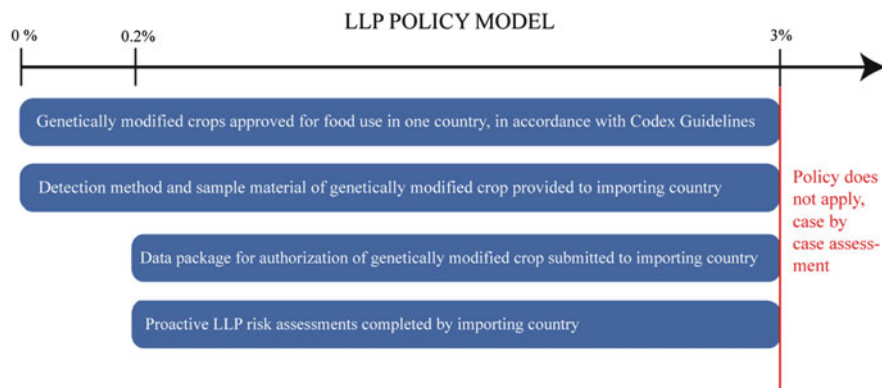 LLP POLICY MODEL
0 %
0.2%
3%
Genetically modified crops approved for food use in one country, in accordance with Codex Guidelines
Detection method and sample material of genetically modified crop provided to importing country
Data package for authorization of genetically modified crop submitted to importing country
Proactive LLP risk assessments completed by importing country
Policy does
not apply,
case by
case assess-
ment